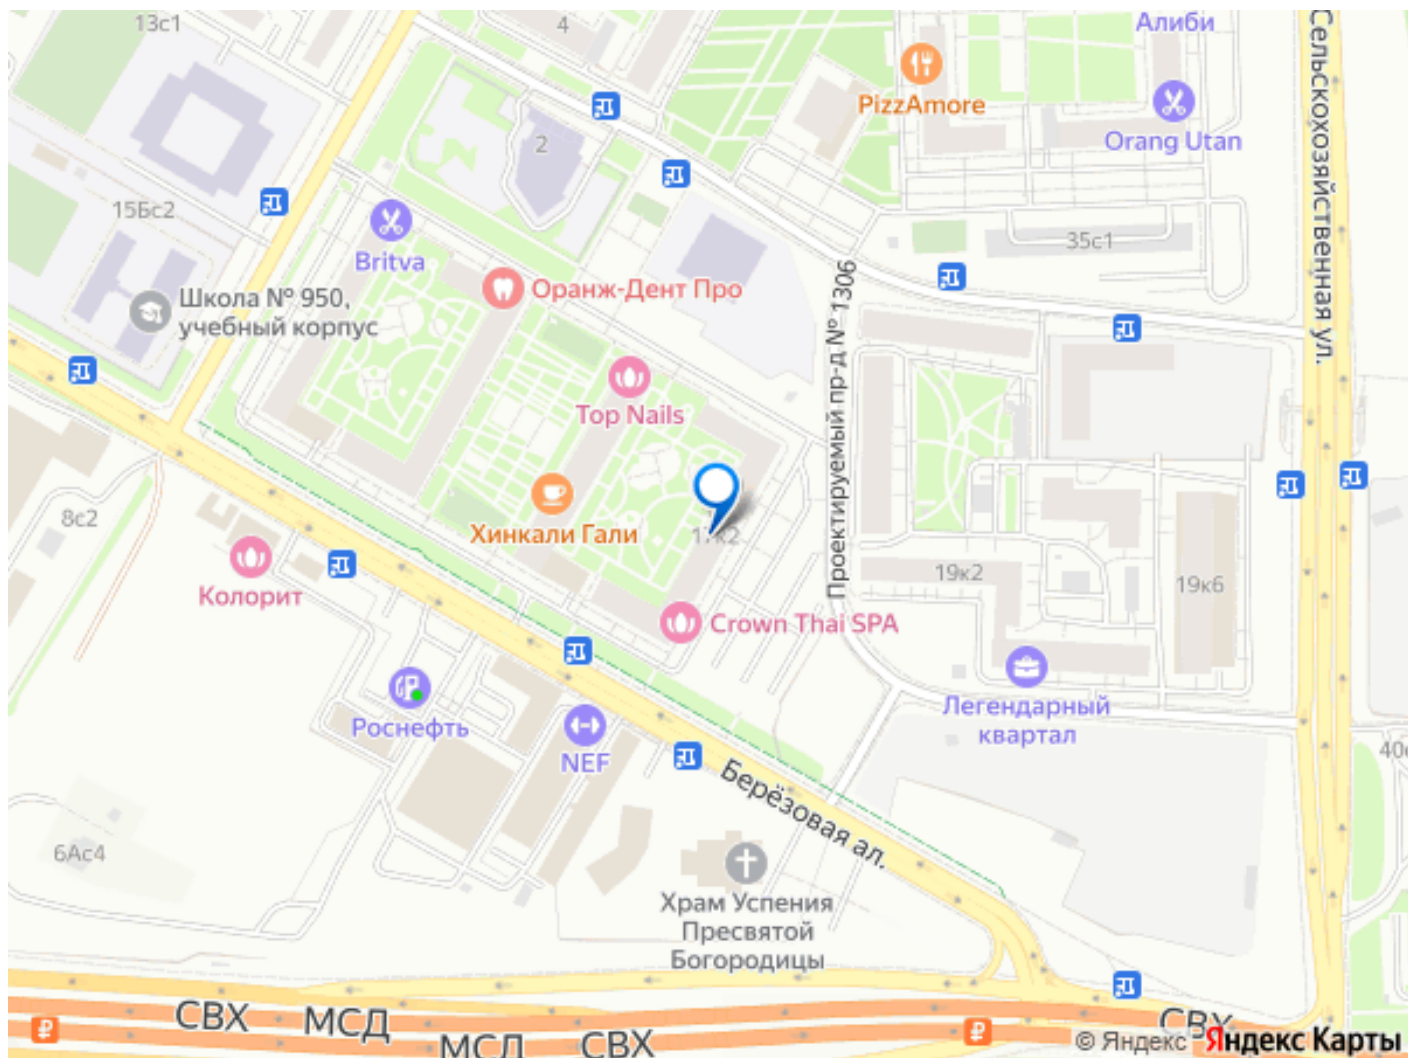 13с1
4
Алиби
PizzAmore
Orang Utan
Сельскохозяйственная ул.
2
15Бс2
Britva
35с1
Школа № 950,
учебный корпус
Оранж-Дент Про
Проектируемый пр-д № 1306
Top Nails
8с2
Хинкали Гали
17к2
19к2
19к6
Колорит
Crown Thai SPA
Роснефть
Легендарный
квартал
NEF
Берёзовая ал.
6Ас4
Храм Успения
Пресвятой
Богородицы
СВХ
МСД
МСД
СВХ
СВХ
© Яндекс Яндекс Карты